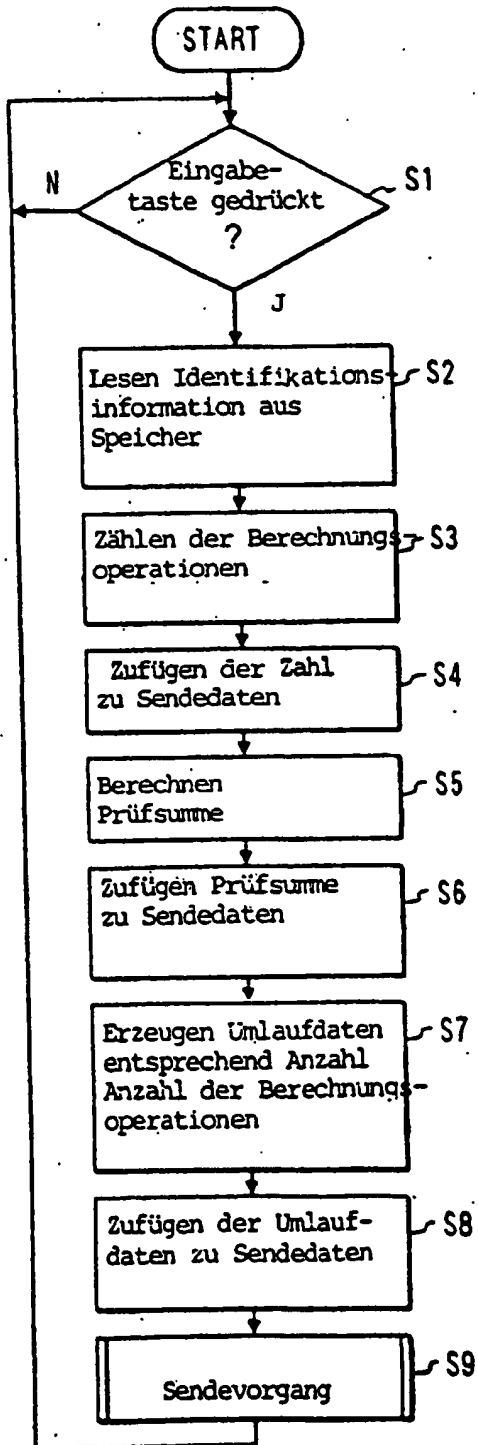 START
Eingabe-
taste gedrückt
?
S1
N
J
Lesen Identifikations-
information aus
Speicher
S2
Zählen der Berechnungs-
operationen
S3
Zufügen der Zahl
zu Sendedaten
S4
Berechnen
Prüfsumme
S5
Zufügen Prüfsumme
zu Sendedaten
S6
Erzeugen Umlaufdaten
entsprechend Anzahl
Anzahl der Berechnungs-
operationen
S7
Zufügen der Umlauf-
daten zu Sendedaten
S8
Sendevorgang
S9